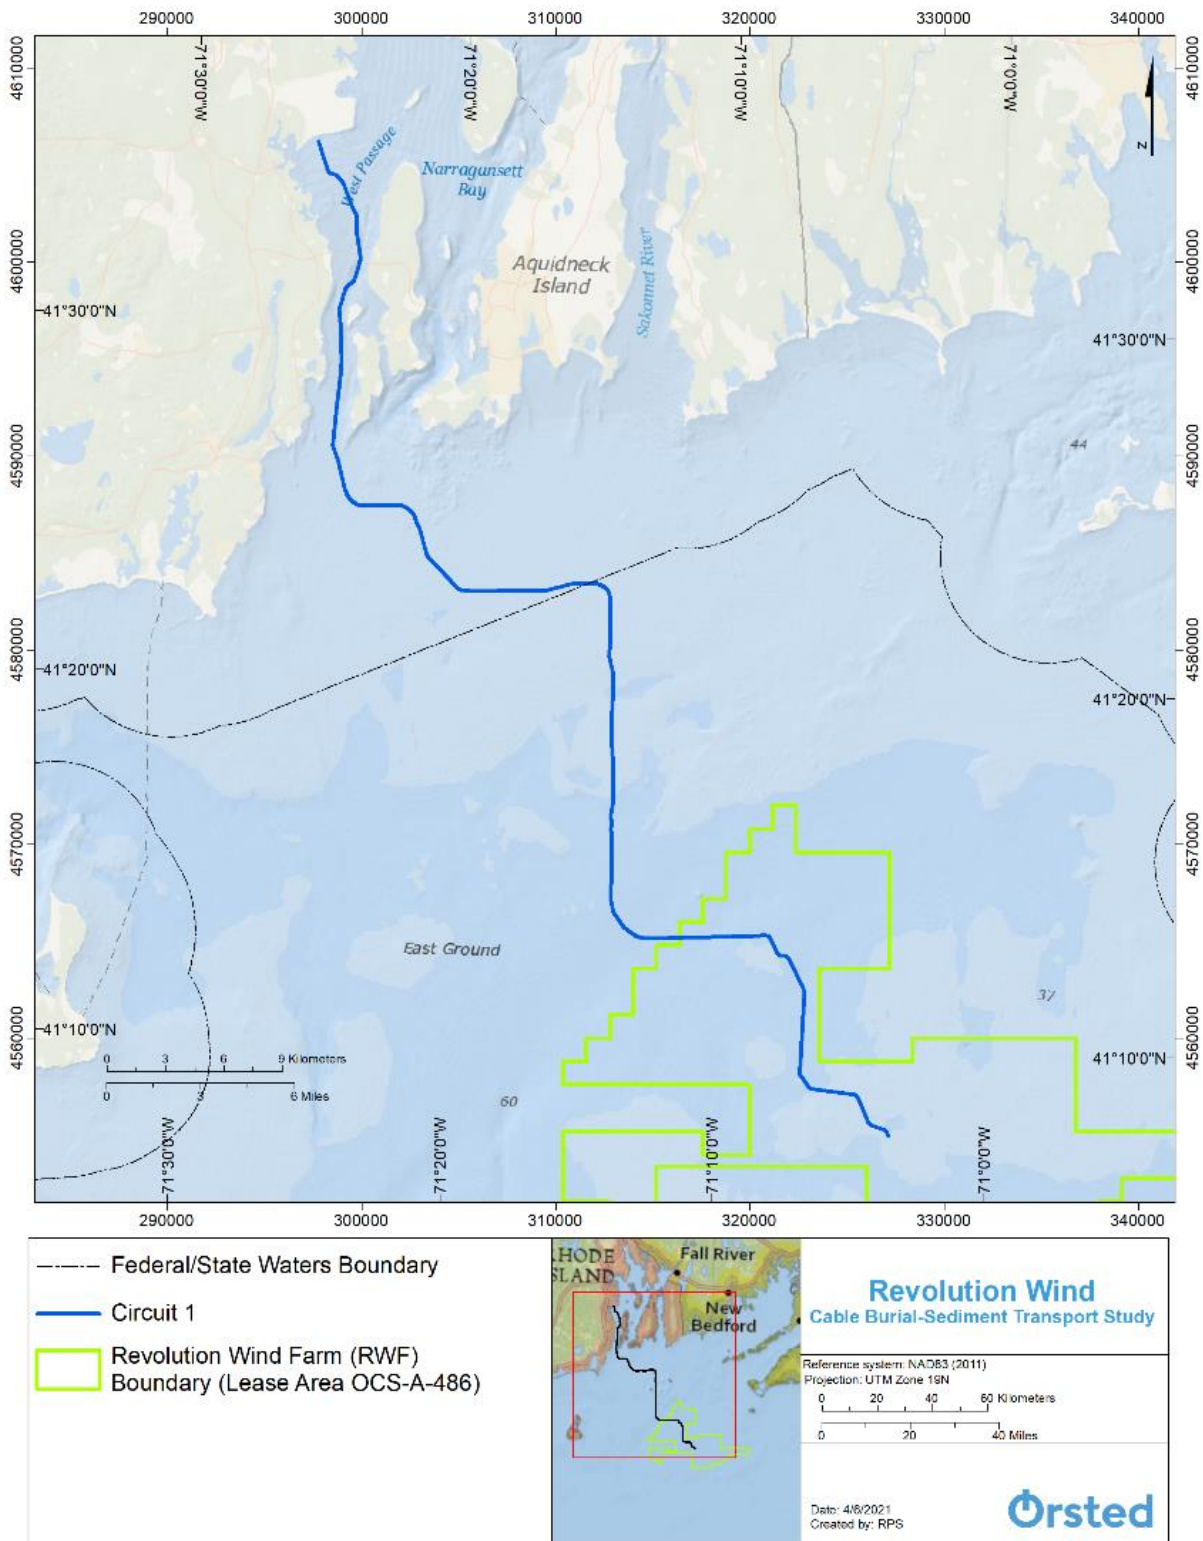 290000 300000 310000 320000 330000 340000
4610000
4610000
71°30'0"W
71°20'0"W
71°10'0"W
71°0'0"W
z
West Passage
Narragansett
Bay
Aquidneck
Island
Sakonnet River
4600000
4600000
41°30'0"N
41°30'0"N
44
4590000
4590000
4580000
4580000
41°20'0"N
41°20'0"N
4570000
4570000
East Ground
37
4560000
4560000
41°10'0"N
41°10'0"N
0 3 6 9 Kilometers
0 3 6 Miles
60
71°30'0"W
71°20'0"W
71°10'0"W
71°0'0"W
290000 300000 310000 320000 330000 340000
Federal/State Waters Boundary
Circuit 1
Revolution Wind Farm (RWF)
Boundary (Lease Area OCS-A-486)
RHODE
ISLAND
Fall River
New
Bedford
Revolution Wind
Cable Burial-Sediment Transport Study
Reference system: NAD83 (2011)
Projection: UTM Zone 19N
0 20 40 60 Kilometers
0 20 40 Miles
Date: 4/6/2021
Created by: RPS
Ørsted